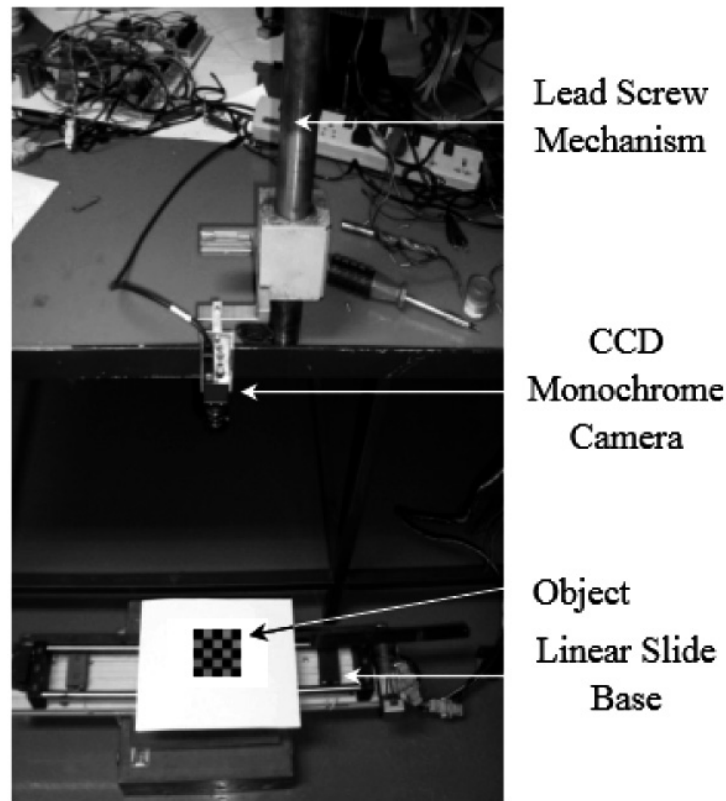 Lead Screw
Mechanism
CCD
Monochrome
Camera
Object
Linear Slide
Base